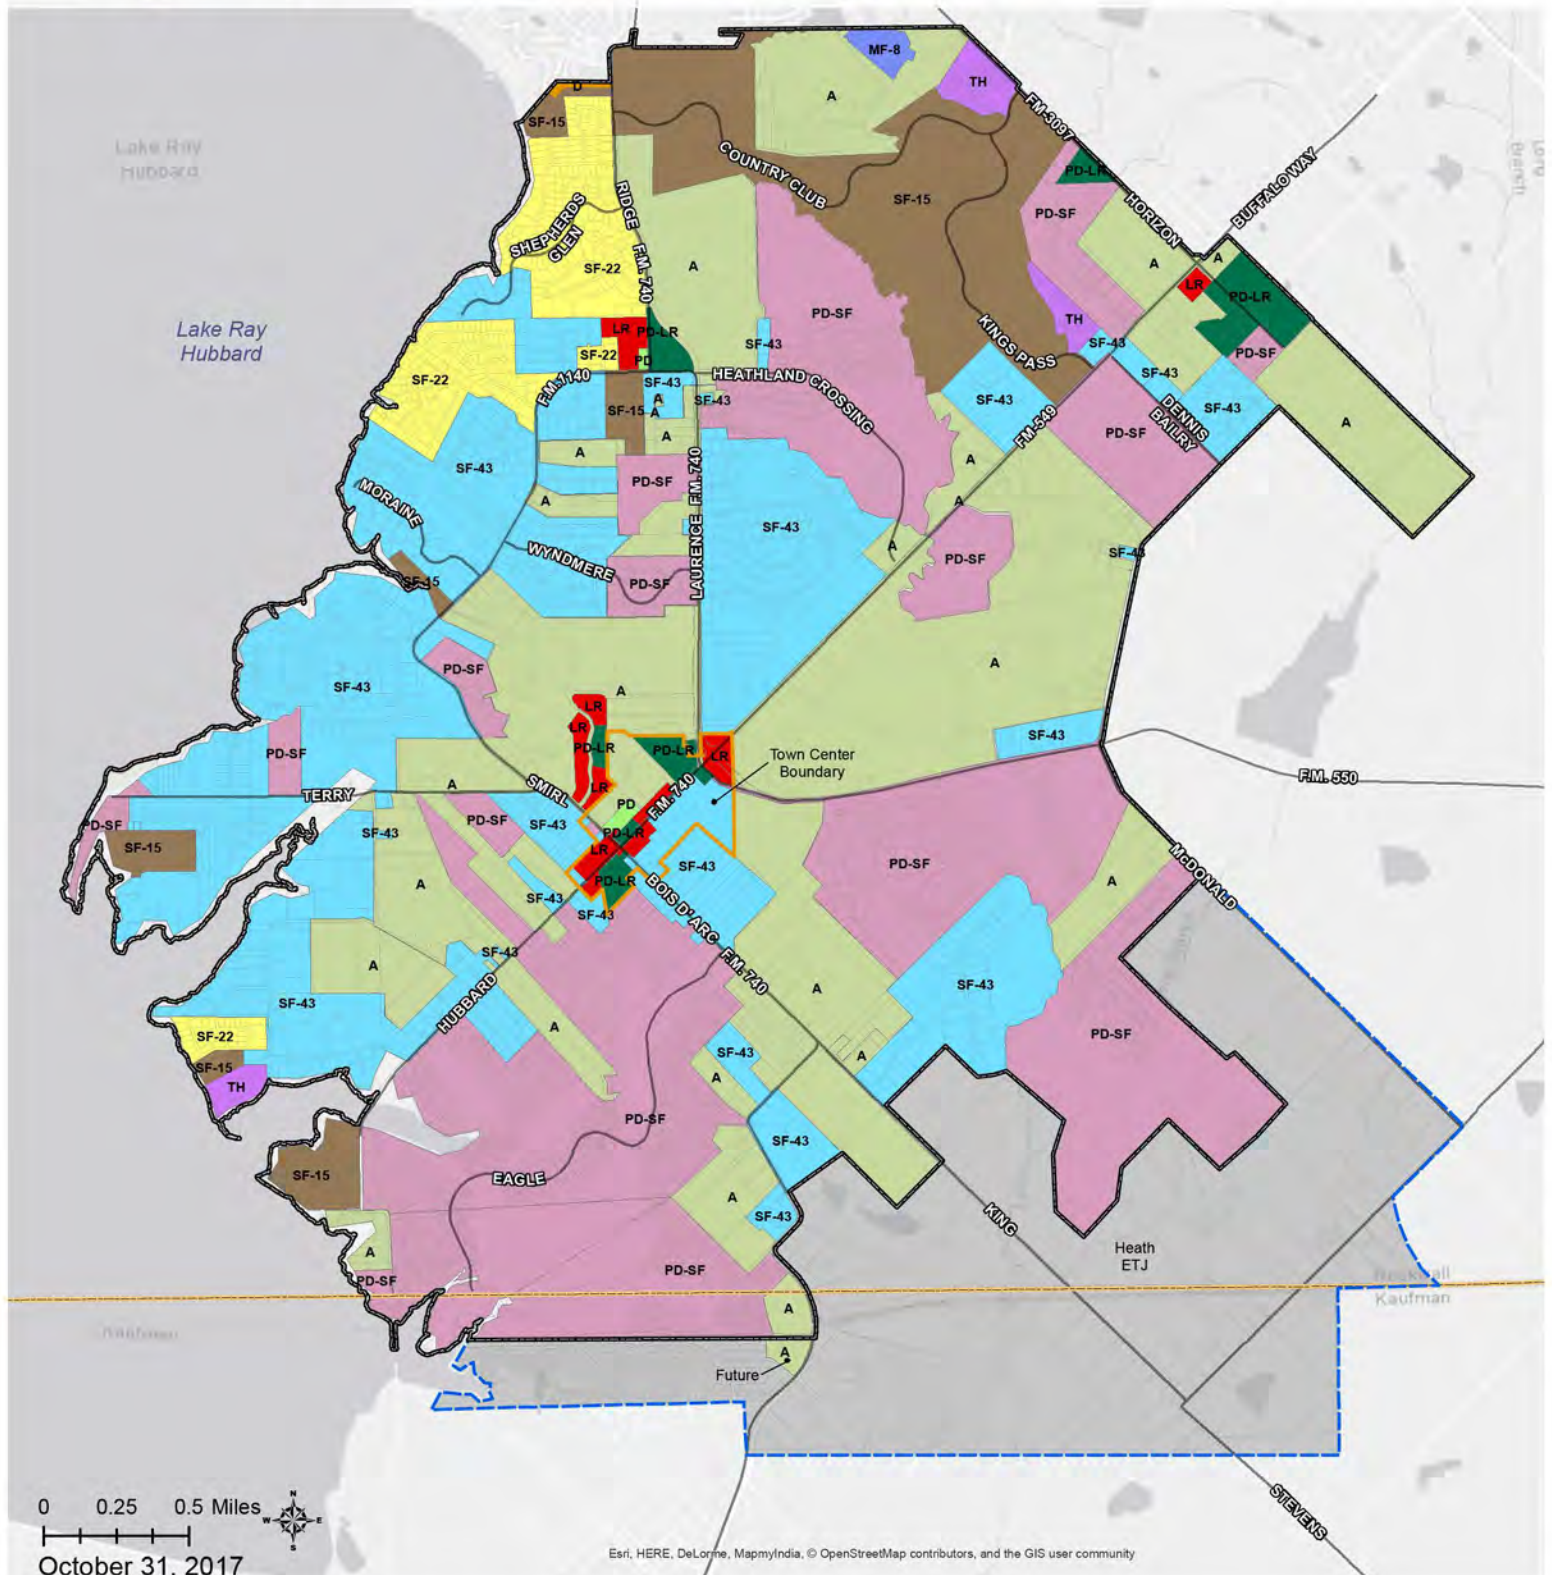 MF-8
TH
A
D
SF-15
FM-3097
Lake Ray
Hubbard
COUNTRY CLUB
PD-LR
BUFFALO WAY
SF-15
RIDGE F.M. 740
PD-SF
HORIZON
SHEPHERDS
GLEN
SF-22
A
A
A
LR
PD-LR
Lake Ray
Hubbard
PD-SF
TH
LR
PD-LR
SF-43
KINGS PASS
SF-43
PD-SF
SF-22
PD
SF-22
F.M. 1140
SF-43
HEATHLAND CROSSING
SF-43
A
A
SF-43
SF-15
SF-43
FM-549
DENNIS
BAILRY
SF-43
A
PD-SF
A
A
A
SF-43
PD-SF
LAURENCE F.M. 740
MORAINE
A
A
SF-43
A
WYNDMERE
PD-SF
SF-43
SF-15
PD-SF
SF-43
PD-SF
A
A
LR
LR
PD-LR
PD-LR
LR
SF-43
PD-SF
Town Center
Boundary
F.M. 550
TERRY
A
SMIRL
LR
PD
F.M. 740
PD-SF
SF-43
PD-SF
SF-43
PD-LR
SF-15
LR
SF-43
PD-SF
McDONALD
A
PD-LR
BOIS D' ARC F.M. 740
A
SF-43
SF-43
SF-43
A
SF-43
HUBBARD
A
SF-43
A
PD-SF
SF-22
SF-43
A
SF-15
TH
A
PD-SF
SF-43
SF-15
EAGLE
A
SF-43
KING
Heath
ETJ
A
PD-SF
PD-SF
Rockwall
Kaufman
Kaufman
A
A
Future
0 0.25 0.5 Miles
N
W E
S
STEVENS
October 31, 2017
Esri, HERE, DeLorme, MapmyIndia, © OpenStreetMap contributors, and the GIS user community